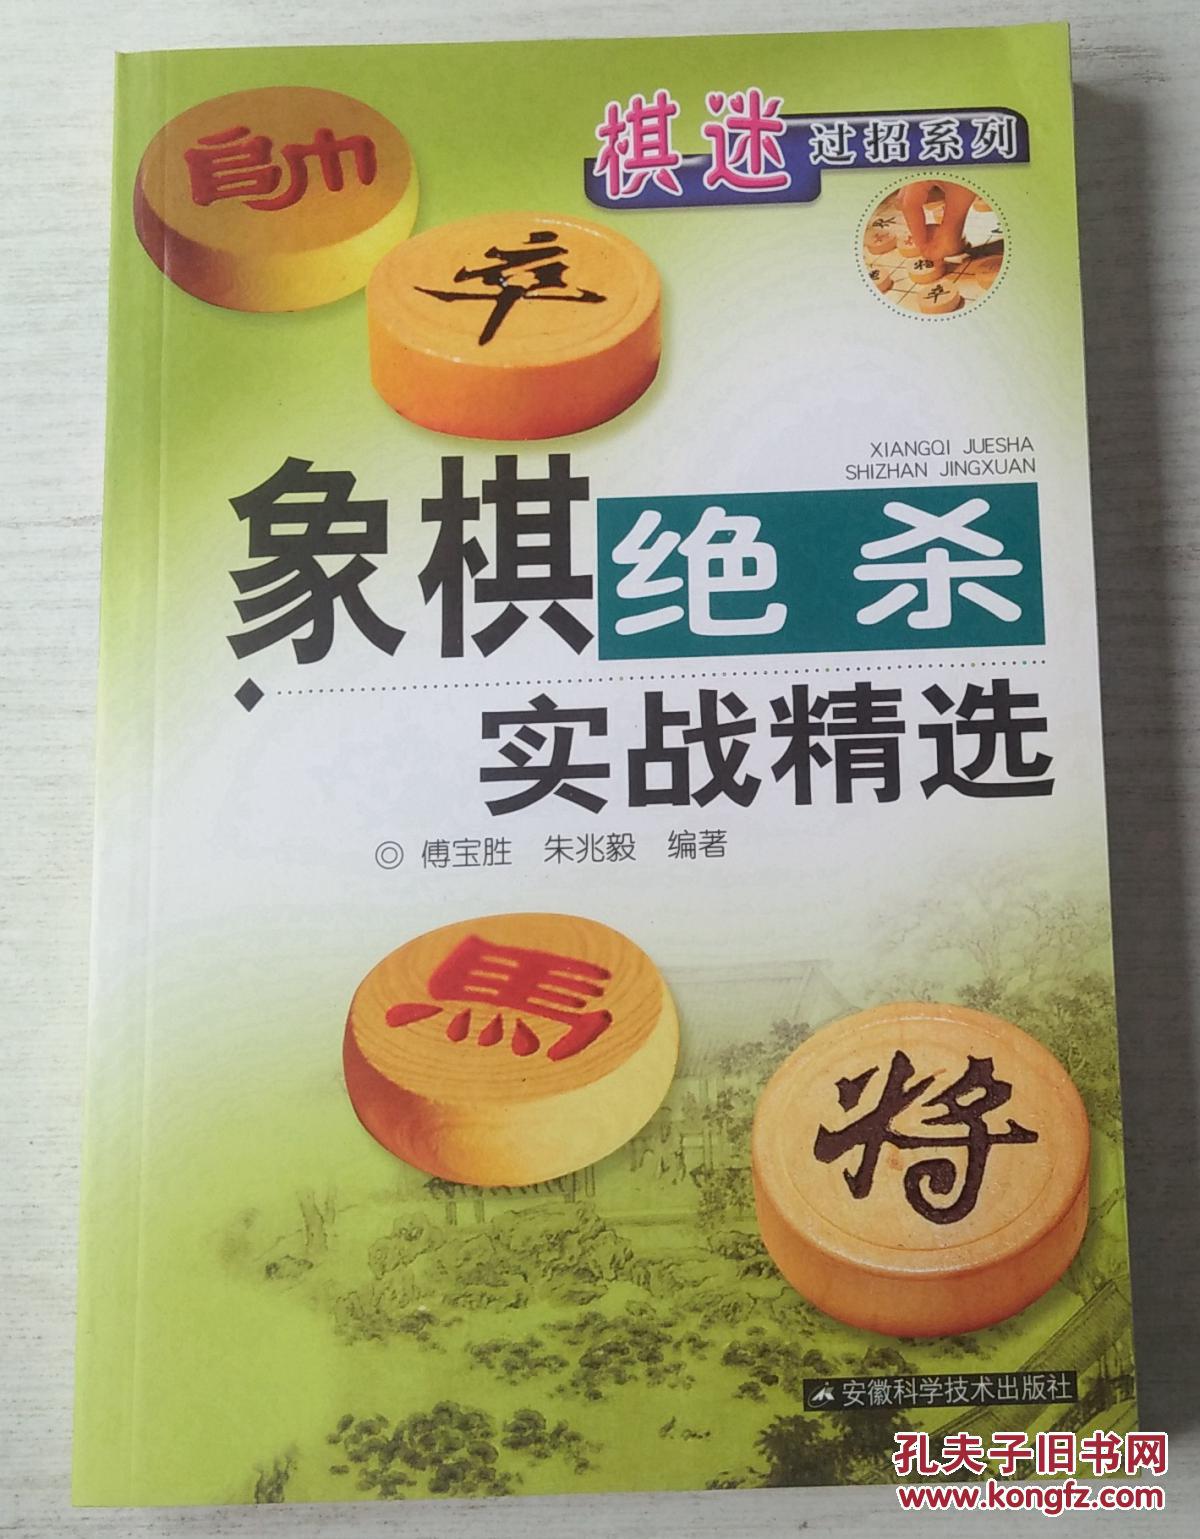 棋迷过招系列
帥
卒
XIANGQI JUESHA
SHIZHAN JINGXUAN
象棋绝杀
实战精选
◎ 傅宝胜 朱兆毅 编著
馬
将
安徽科学技术出版社
孔夫子旧书网
www.kongfz.com